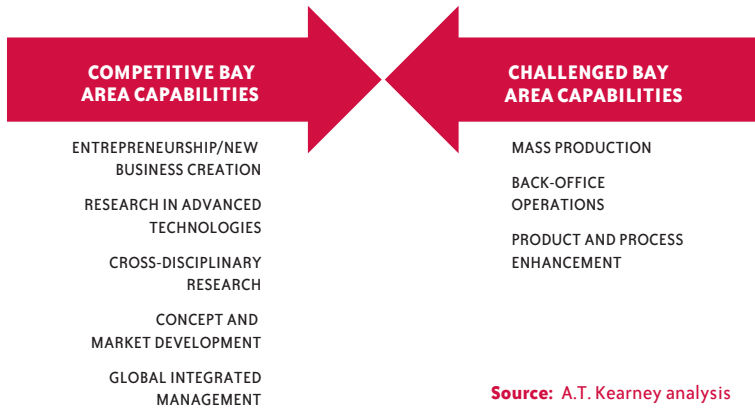 COMPETITIVE BAY
AREA CAPABILITIES
ENTREPRENEURSHIP/NEW
BUSINESS CREATION
RESEARCH IN ADVANCED
TECHNOLOGIES
CROSS-DISCIPLINARY
RESEARCH
CONCEPT AND
MARKET DEVELOPMENT
GLOBAL INTEGRATED
MANAGEMENT
CHALLENGED BAY
AREA CAPABILITIES
MASS PRODUCTION
BACK-OFFICE
OPERATIONS
PRODUCT AND PROCESS
ENHANCEMENT
Source: A.T. Kearney analysis